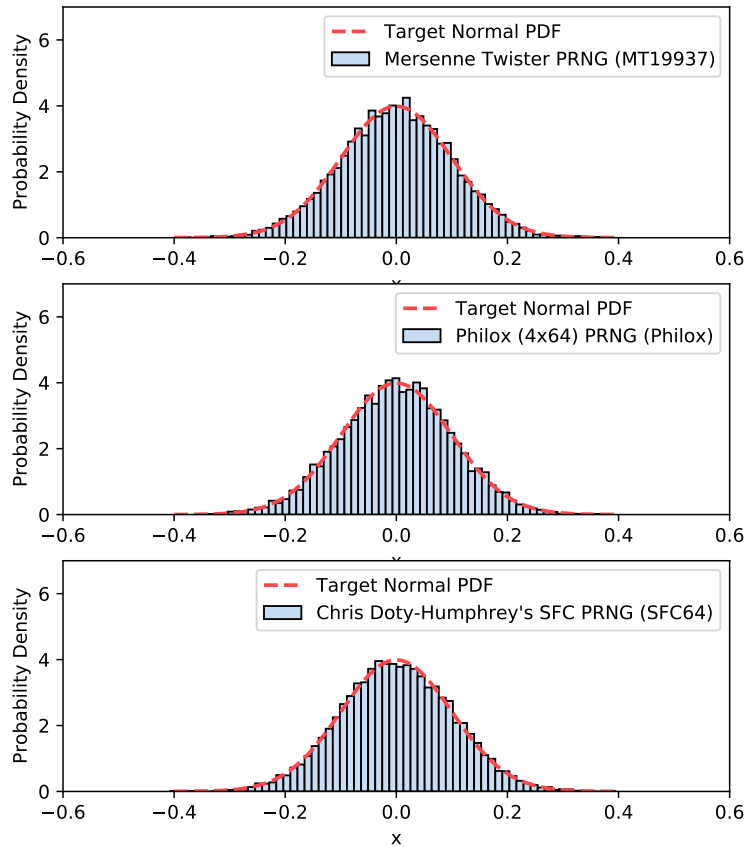 Target Normal PDF
Mersenne Twister PRNG (MT19937)
Probability Density
6
4
2
0
−0.6 −0.4 −0.2 0.0 0.2 0.4 0.6
Target Normal PDF
Philox (4x64) PRNG (Philox)
Probability Density
6
4
2
0
−0.6 −0.4 −0.2 0.0 0.2 0.4 0.6
Target Normal PDF
Chris Doty-Humphrey's SFC PRNG (SFC64)
Probability Density
6
4
2
0
−0.6 −0.4 −0.2 0.0 0.2 0.4 0.6
x